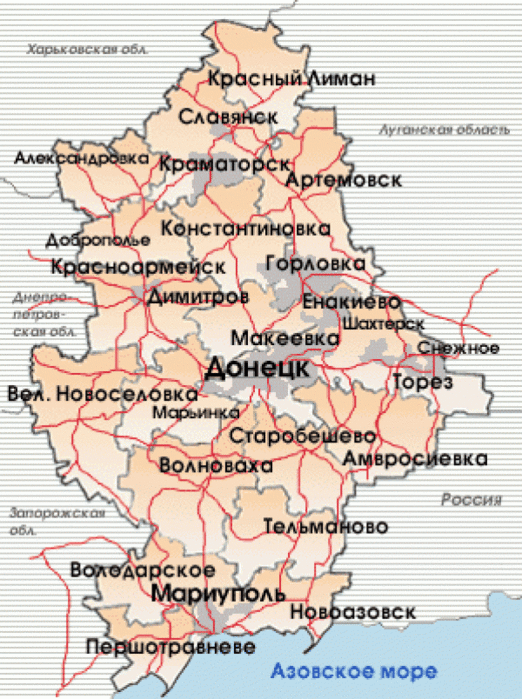 Харьковская обл.
Красный Лиман
Славянск
Луганская область
Александровка
Краматорск
Артемовск
Константиновка
Доброполье
Красноармейск
Горловка
Днепро-
петров-
ская обл.
Димитров
Енакиево
Шахтерск
Макеевка
Снежное
Донецк
Торез
Вел. Новоселовка
Марьинка
Старобешево
Волноваха
Амвросиевка
Россия
Запорожская
обл.
Тельманово
Володарское
Мариуполь
Новоазовск
Першотравневе
Азовское море